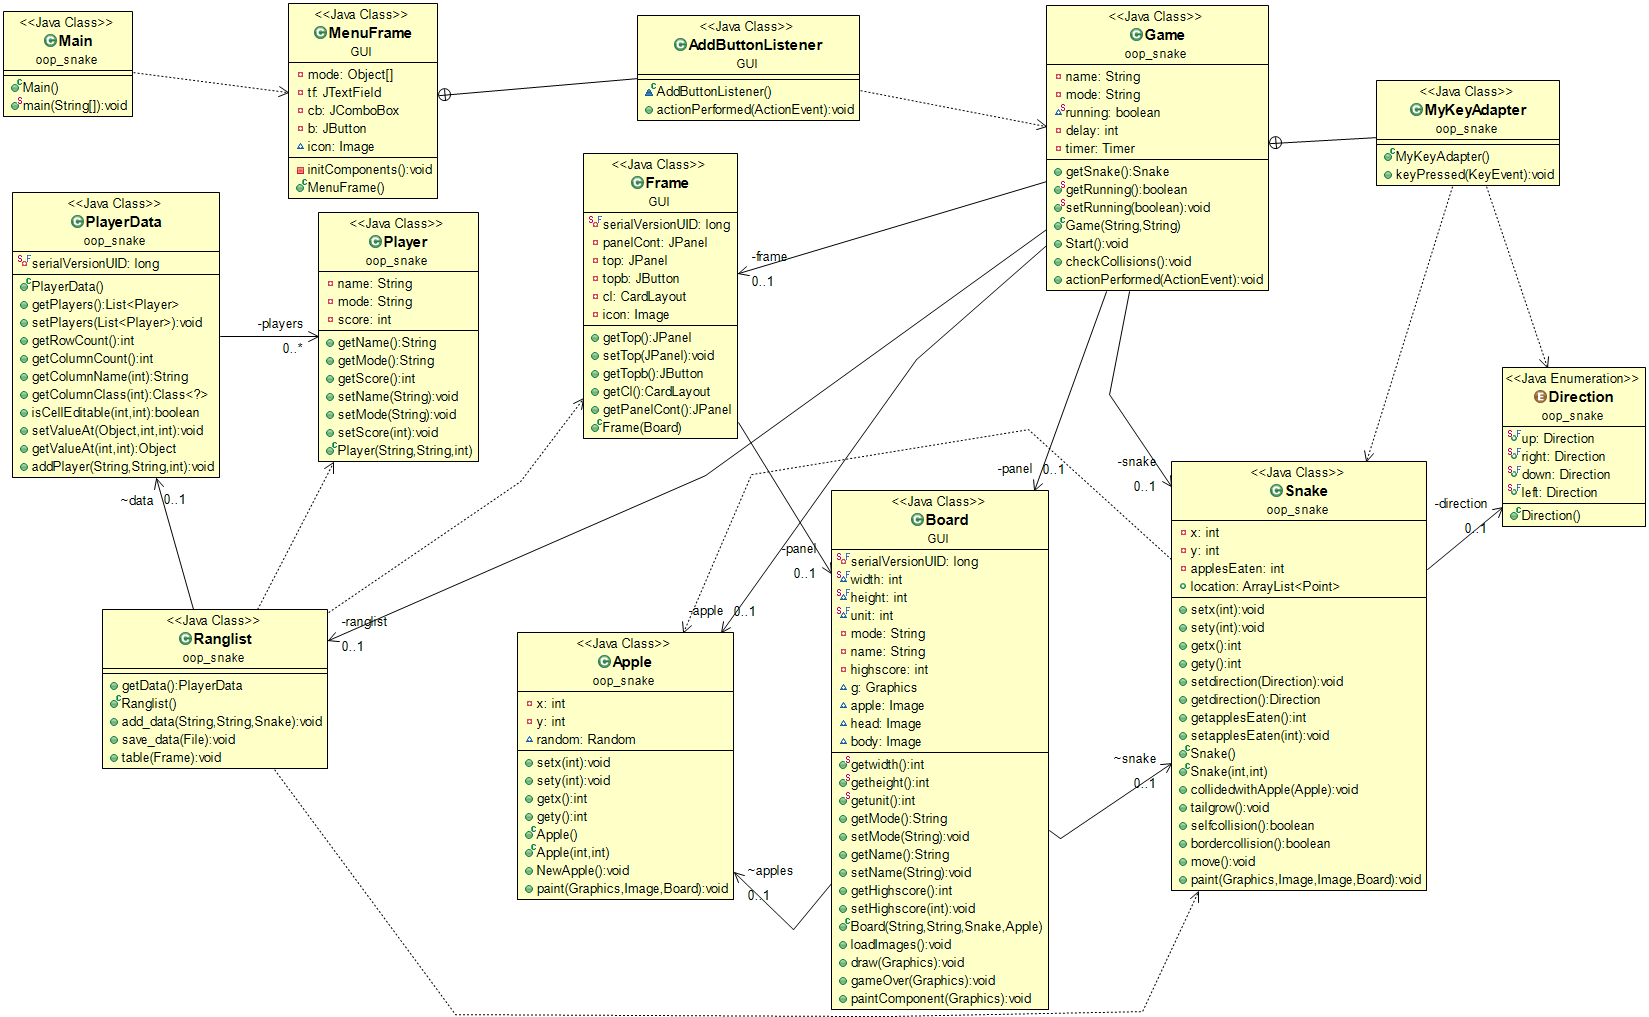 <<Java Class>>
Main
oop_snake
Main()
main(String[]):void
<<Java Class>>
MenuFrame
GUI
mode: Object[]
tf: JTextField
cb: JComboBox
b: JButton
icon: Image
initComponents():void
MenuFrame()
<<Java Class>>
AddButtonListener
GUI
AddButtonListener()
actionPerformed(ActionEvent):void
<<Java Class>>
Game
oop_snake
name: String
mode: String
running: boolean
delay: int
timer: Timer
getSnake():Snake
getRunning():boolean
setRunning(boolean):void
Game(String,String)
Start():void
checkCollisions():void
actionPerformed(ActionEvent):void
<<Java Class>>
MyKeyAdapter
oop_snake
MyKeyAdapter()
keyPressed(KeyEvent):void
<<Java Class>>
PlayerData
oop_snake
serialVersionUID: long
PlayerData()
getPlayers():List<Player>
setPlayers(List<Player>):void
getRowCount():int
getColumnCount():int
getColumnName(int):String
getColumnClass(int):Class<?>
isCellEditable(int,int):boolean
setValueAt(Object,int,int):void
getValueAt(int,int):Object
addPlayer(String,String,int):void
-players
0..*
<<Java Class>>
Player
oop_snake
name: String
mode: String
score: int
getName():String
getMode():String
getScore():int
setName(String):void
setMode(String):void
setScore(int):void
Player(String,String,int)
<<Java Class>>
Frame
GUI
serialVersionUID: long
panelCont: JPanel
top: JPanel
topb: JButton
cl: CardLayout
icon: Image
getTop():JPanel
setTop(JPanel):void
getTopb():JButton
getCl():CardLayout
getPanelCont():JPanel
Frame(Board)
-frame
0..1
<<Java Enumeration>>
Direction
oop_snake
up: Direction
right: Direction
down: Direction
left: Direction
Direction()
~data
0..1
-panel
0..1
-snake
0..1
-direction
0..1
-panel
0..1
-apple
0..1
-ranglist
0..1
<<Java Class>>
Ranglist
oop_snake
getData():PlayerData
Ranglist()
add_data(String,String,Snake):void
save_data(File):void
table(Frame):void
<<Java Class>>
Apple
oop_snake
x: int
y: int
random: Random
setx(int):void
sety(int):void
getx():int
gety():int
Apple()
Apple(int,int)
NewApple():void
paint(Graphics,Image,Board):void
~apples
0..1
<<Java Class>>
Board
GUI
serialVersionUID: long
width: int
height: int
unit: int
mode: String
name: String
highscore: int
g: Graphics
apple: Image
head: Image
body: Image
getwidth():int
getheight():int
getunit():int
getMode():String
setMode(String):void
getName():String
setName(String):void
getHighscore():int
setHighscore(int):void
Board(String,String,Snake,Apple)
loadImages():void
draw(Graphics):void
gameOver(Graphics):void
paintComponent(Graphics):void
~snake
0..1
<<Java Class>>
Snake
oop_snake
x: int
y: int
applesEaten: int
location: ArrayList<Point>
setx(int):void
sety(int):void
getx():int
gety():int
setdirection(Direction):void
getdirection():Direction
getapplesEaten():int
setapplesEaten(int):void
Snake()
Snake(int,int)
collidedwithApple(Apple):void
tailgrow():void
selfcollision():boolean
bordercollision():boolean
move():void
paint(Graphics,Image,Image,Board):void